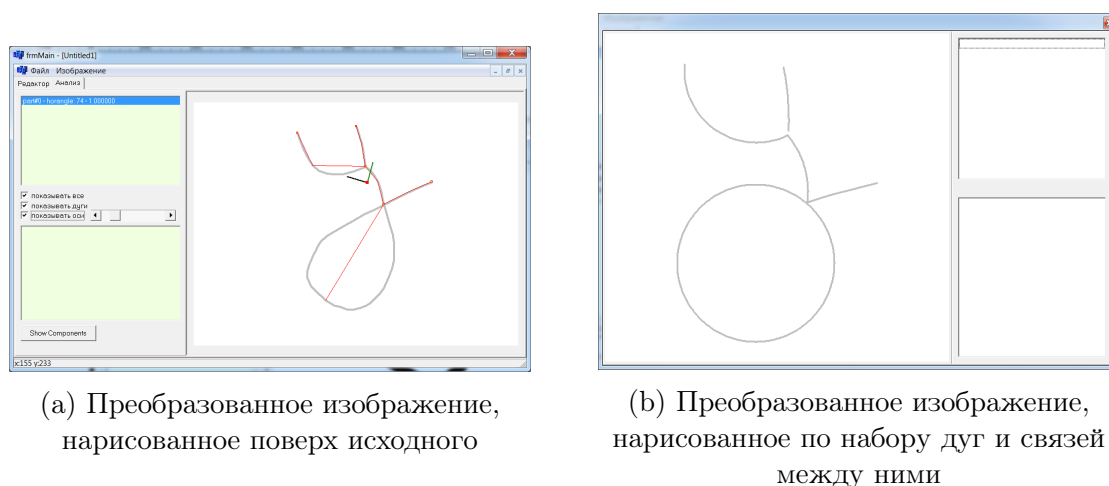 frmMain - [Untitled1]
Файл Изображение
Редактор Анализ
part#0 - horangle: 74 - 1.000000
показывать все
показывать дуги
показывать оси
Show Components
x:155 y:233
(a) Преобразованное изображение,
нарисованное поверх исходного
(b) Преобразованное изображение,
нарисованное по набору дуг и связей
между ними